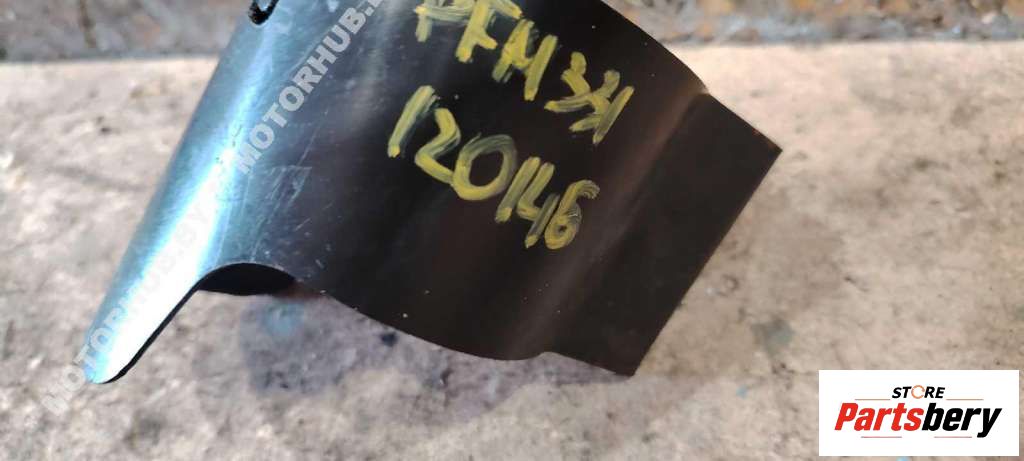 120146
MOTORHUB.BY
MOTORHUB.
STORE
Partsbery